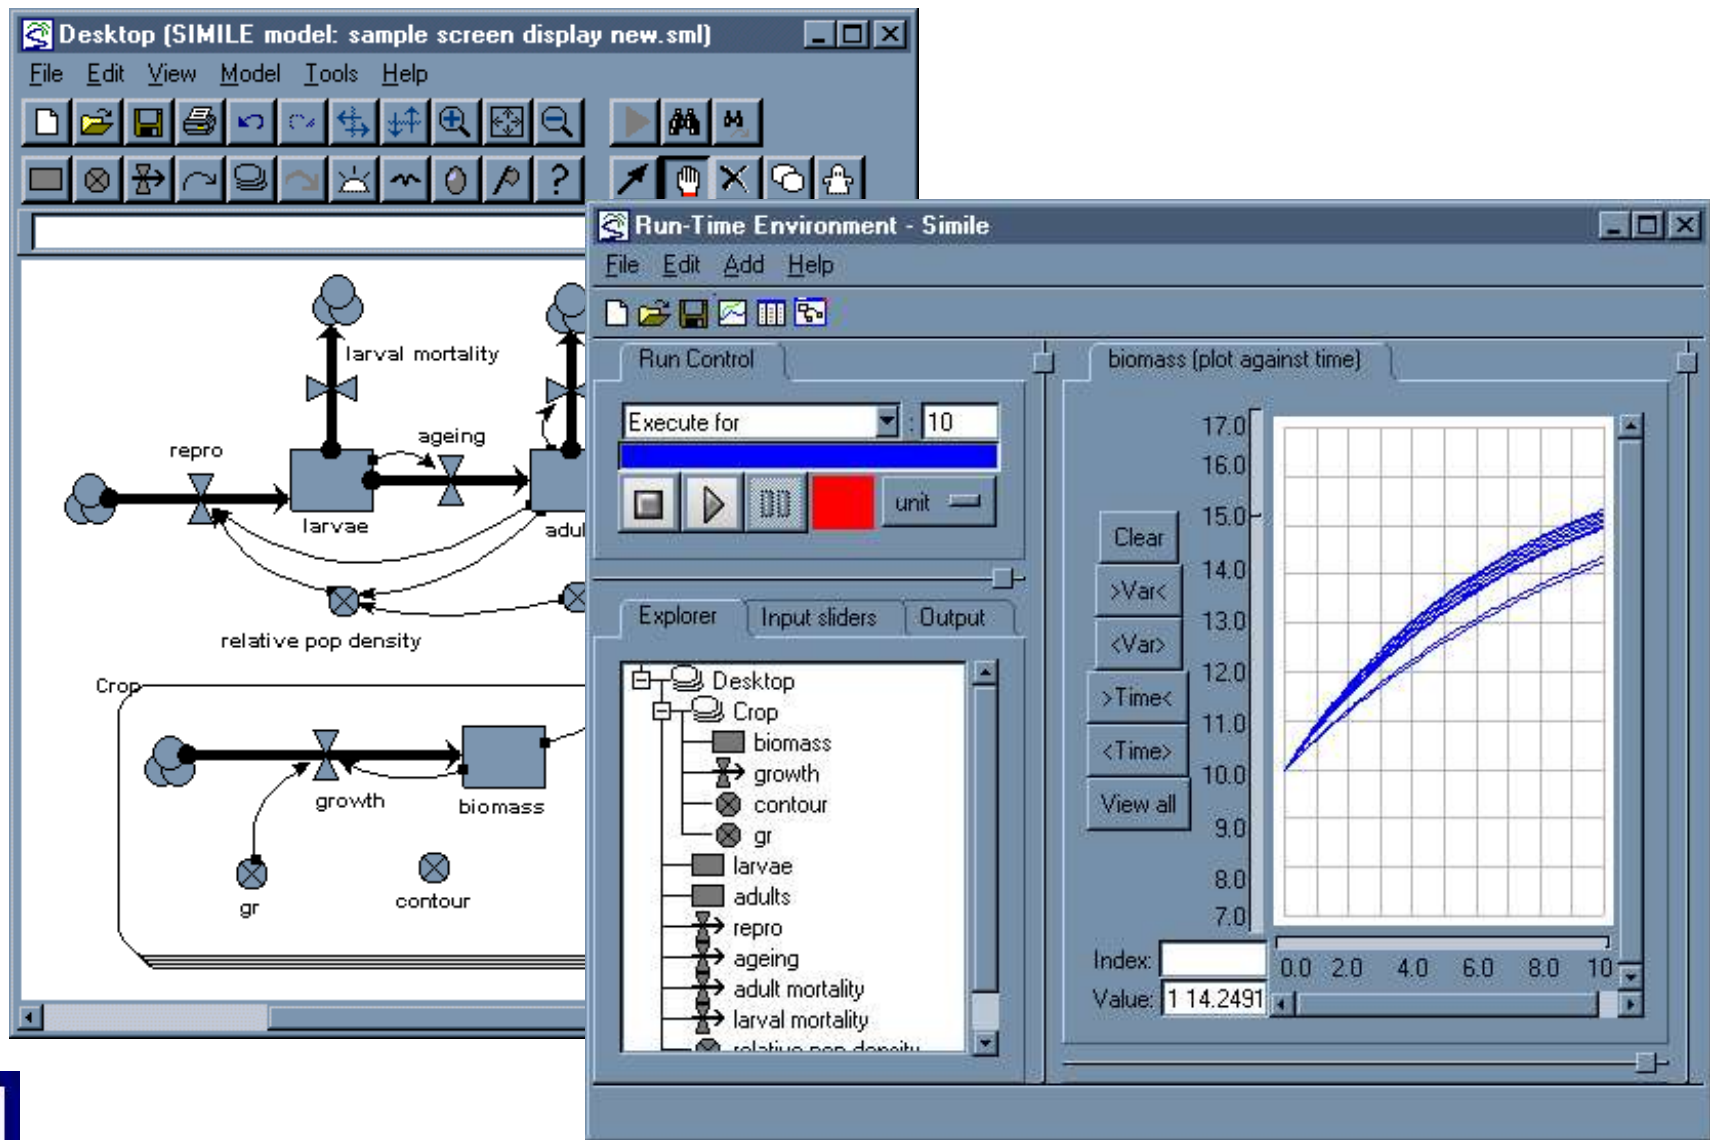 Desktop (SIMILE model: sample screen display new.sml)
File Edit View Model Tools Help
larval mortality
repro
ageing
larvae
adul
relative pop density
Crop
growth
biomass
gr
contour
Run-Time Environment - Simile
File Edit Add Help
Run Control
Execute for : 10
unit
Explorer Input sliders Output
Desktop
Crop
biomass
growth
contour
gr
larvae
adults
repro
ageing
adult mortality
larval mortality
relative pop density
biomass (plot against time)
17.0
16.0
15.0
14.0
13.0
12.0
11.0
10.0
9.0
8.0
7.0
Clear
>Var<
<Var>
>Time<
<Time>
View all
0.0 2.0 4.0 6.0 8.0 10
Index:
Value: 1 14.2491